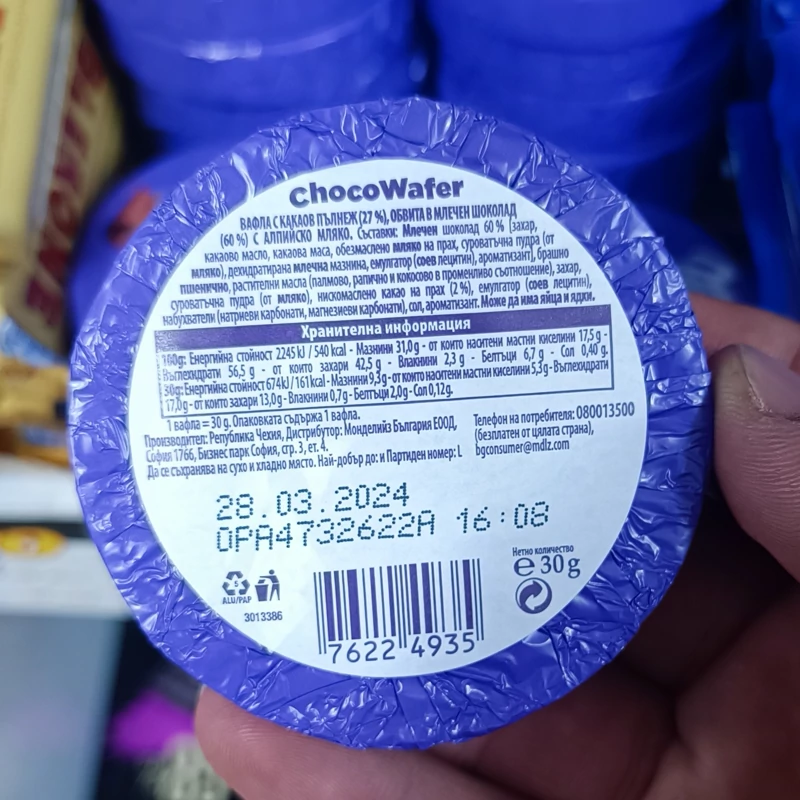 ChocoWafer
ВАФЛА С КАКАОВ ПЪЛНЕЖ (27 %), ОБВИТА В МЛЕЧЕН ШОКОЛАД
(60 %) С АЛПИЙСКО МЛЯКО. Съставки: Млечен шоколад 60 % (захар,
какаово масло, какаова маса, обезмаслено мляко на прах, суроватъчна пудра (от
мляко), дехидратирана млечна мазнина, емулгатор (соев лецитин), ароматизант), брашно
пшенично, растителни масла (палмово, рапично и кокосово в променливо съотношение), захар,
суроватъчна пудра (от мляко), нискомаслено какао на прах (2 %), емулгатор (соев лецитин),
набухватели (натриеви карбонати, магнезиеви карбонати), сол, ароматизант. Може да има яйца и ядки.
Хранителна информация
100g: Енергийна стойност 2245 kJ / 540 kcal - Мазнини 31,0 g - от които наситени мастни киселини 17,5 g -
Въглехидрати 56,5 g - от които захари 42,5 g - Влакнини 2,3 g - Белтъци 6,7 g - Сол 0,40 g.
30g: Енергийна стойност 674 kJ / 161 kcal - Мазнини 9,3 g - от които наситени мастни киселини 5,3 g - Въглехидрати
17,0 g - от които захари 13,0 g - Влакнини 0,7 g - Белтъци 2,0 g - Сол 0,12 g.
1 вафла = 30 g. Опаковката съдържа 1 вафла.
Производител: Република Чехия, Дистрибутор: Монделийз България ЕООД,
София 1766, Бизнес парк София, стр. 3, ет. 4.
Да се съхранява на сухо и хладно място. Най-добър до: и Партиден номер: L
Телефон на потребителя: 080013500
(безплатен от цялата страна),
bgconsumer@mdlz.com
28.03.2024
OPA4732622A 16:08
Нетно количество
e 30 g
5
ALU/PAP
3013386
7622 4935